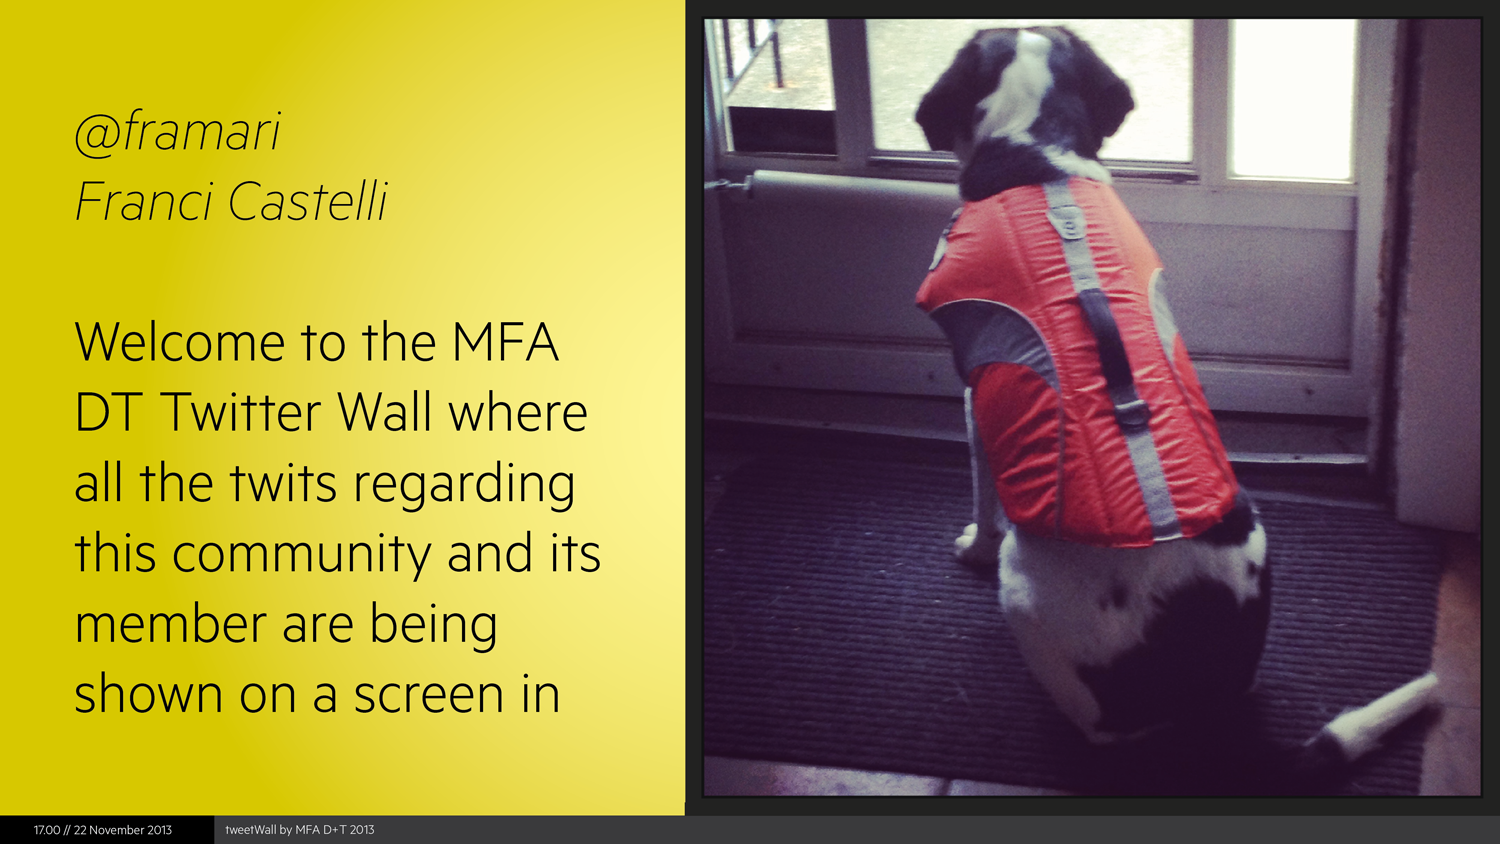 @framari
Franci Castelli
Welcome to the MFA
DT Twitter Wall where
all the twits regarding
this community and its
member are being
shown on a screen in
17.00 // 22 November 2013
tweetWall by MFA D+T 2013